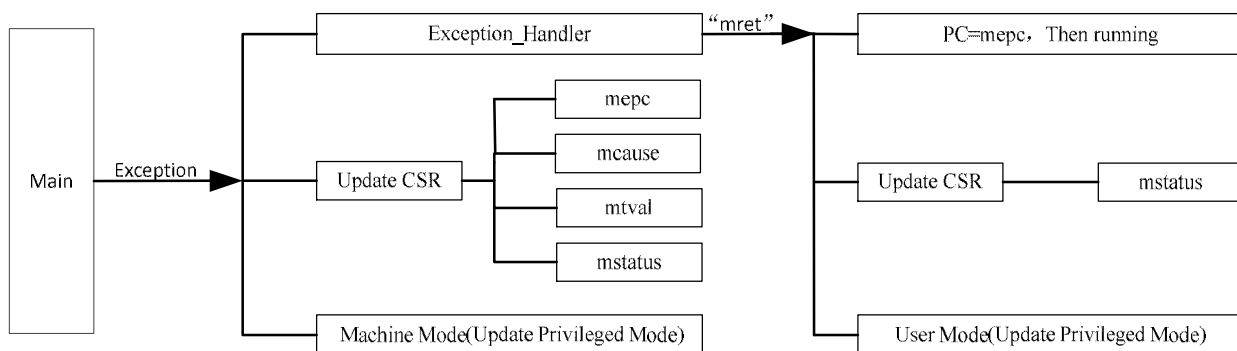 Main
Exception
Exception_Handler
Update CSR
mepc
mcause
mtval
mstatus
Machine Mode(Update Privileged Mode)
“mret”
PC=mepc，Then running
Update CSR
mstatus
User Mode(Update Privileged Mode)